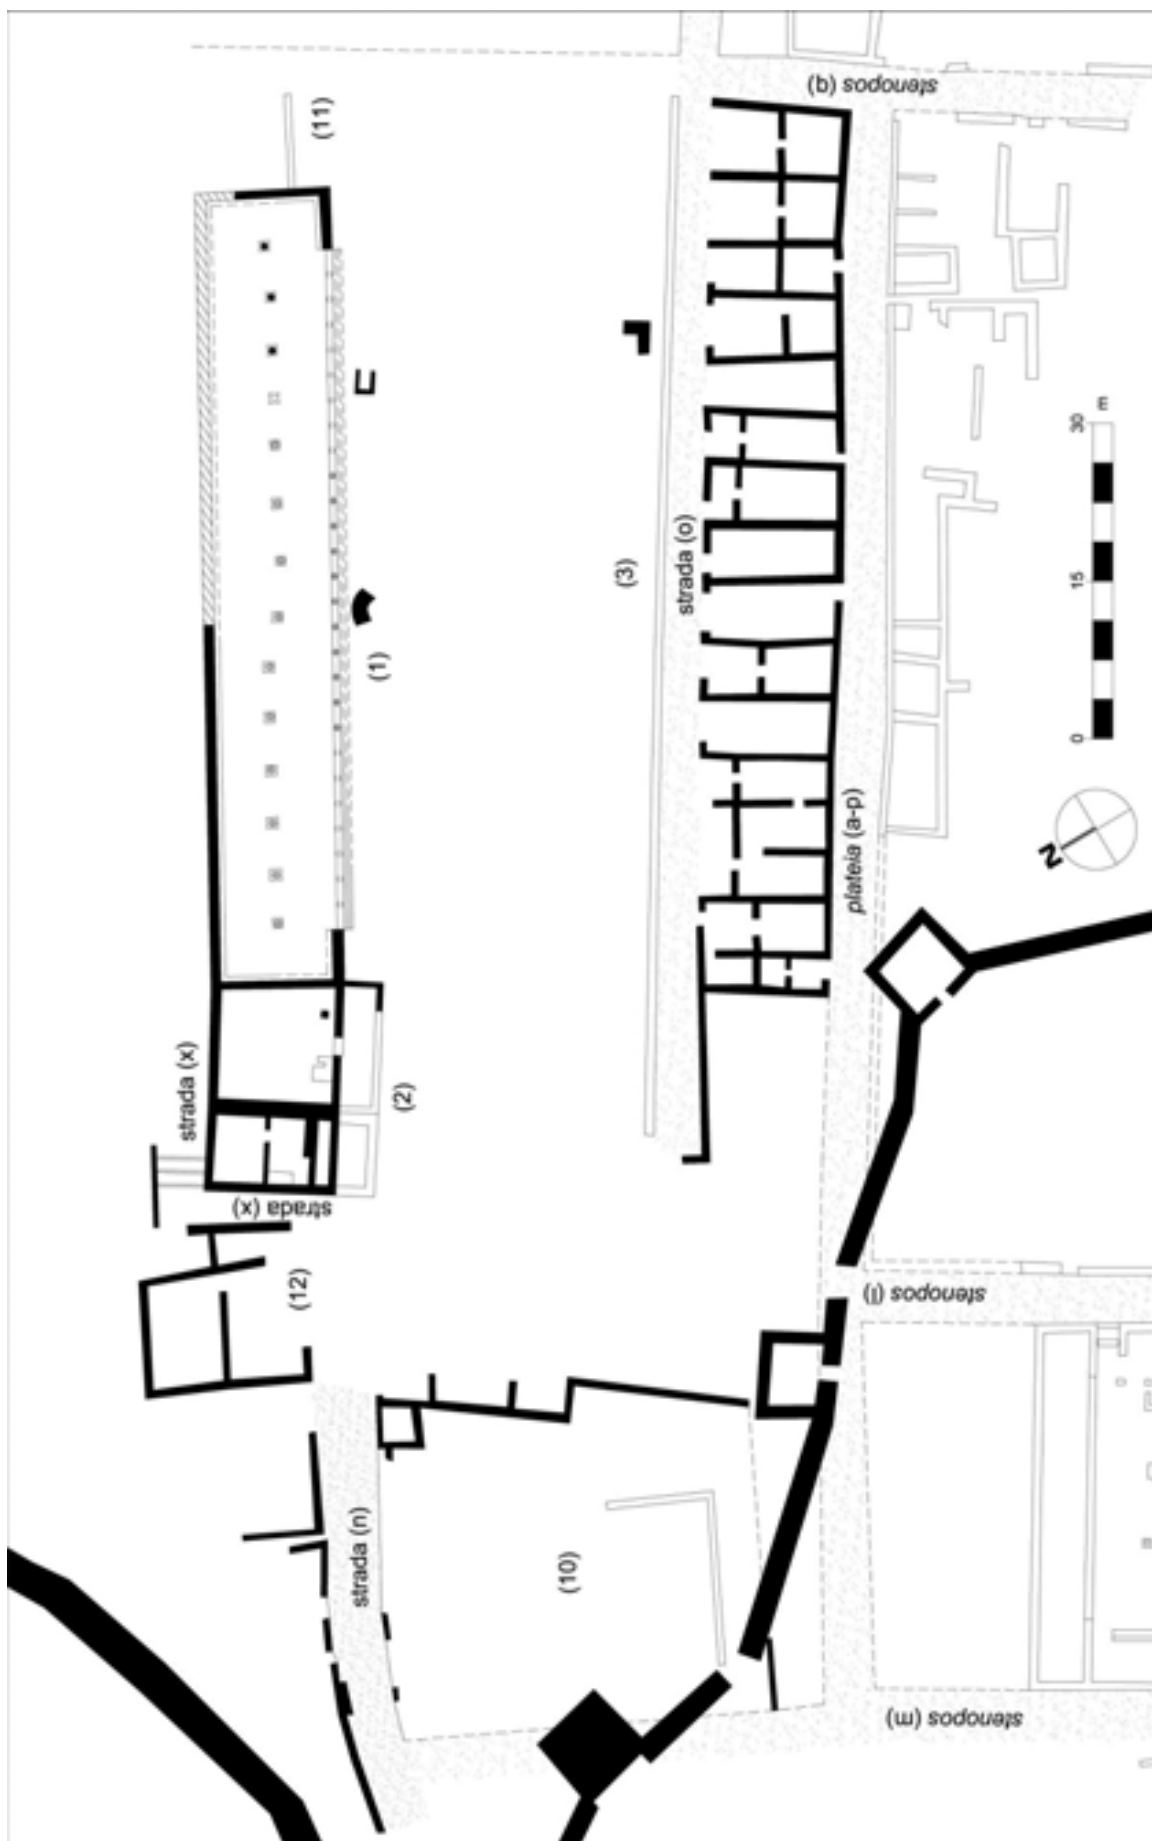 stenopos (q)
(11)
m
30
strada (o)
(3)
15
(1)
0
plateia (a-p)
N
strada (x)
(2)
strada (x)
(12)
stenopos (l)
strada (n)
(10)
stenopos (m)